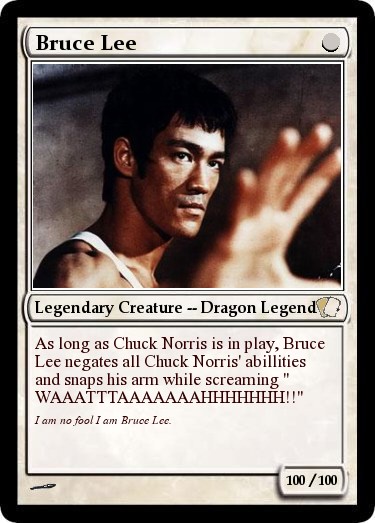 Bruce Lee
Legendary Creature -- Dragon Legend
As long as Chuck Norris is in play, Bruce
Lee negates all Chuck Norris' abillities
and snaps his arm while screaming "
WAAATTTAAAAAAAHHHHHHH!!"
I am no fool I am Bruce Lee.
100/100